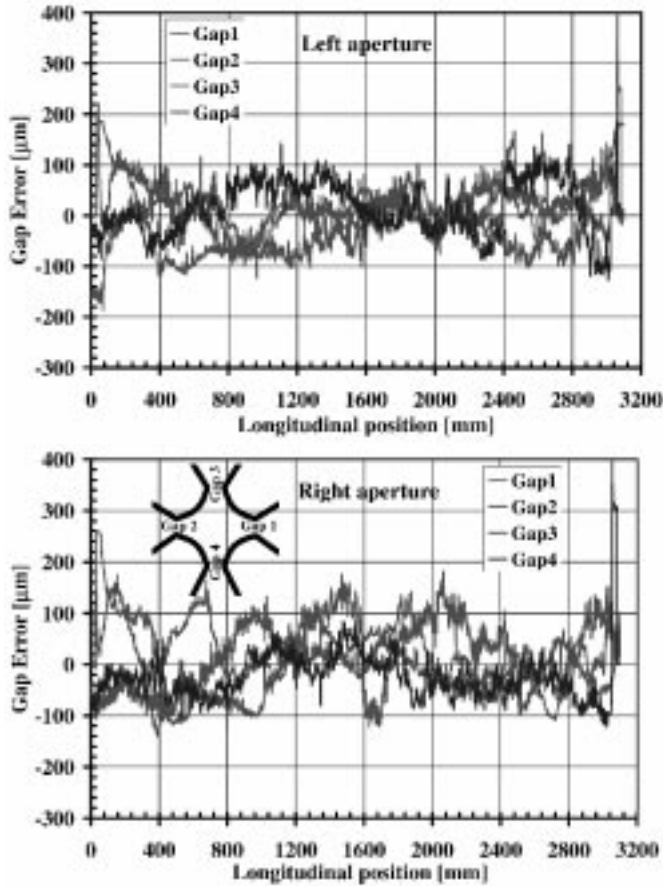 400
300
200
100
0
-100
-200
-300
Gap Error [μm]
Gap1
Gap2
Gap3
Gap4
Left aperture
0 400 800 1200 1600 2000 2400 2800 3200
Longitudinal position [mm]
400
300
200
100
0
-100
-200
-300
Gap Error [μm]
Gap 3
Gap 2
Gap 1
Gap 4
Right aperture
Gap1
Gap2
Gap3
Gap4
0 400 800 1200 1600 2000 2400 2800 3200
Longitudinal position [mm]